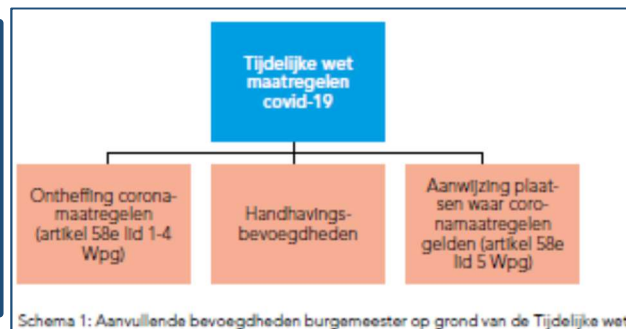 Tijdelijke wet
maatregelen
covid-19
Ontheffing corona-
maatregelen
(artikel 58e lid 1-4
Wpg)
Handhavings-
bevoegdheden
Aanwijzing plaat-
sen waar coro-
namaatregelen
gelden (artikel 58e
lid 5 Wpg)
Schema 1: Aanvullende bevoegdheden burgemeester op grond van de Tijdelijke wet